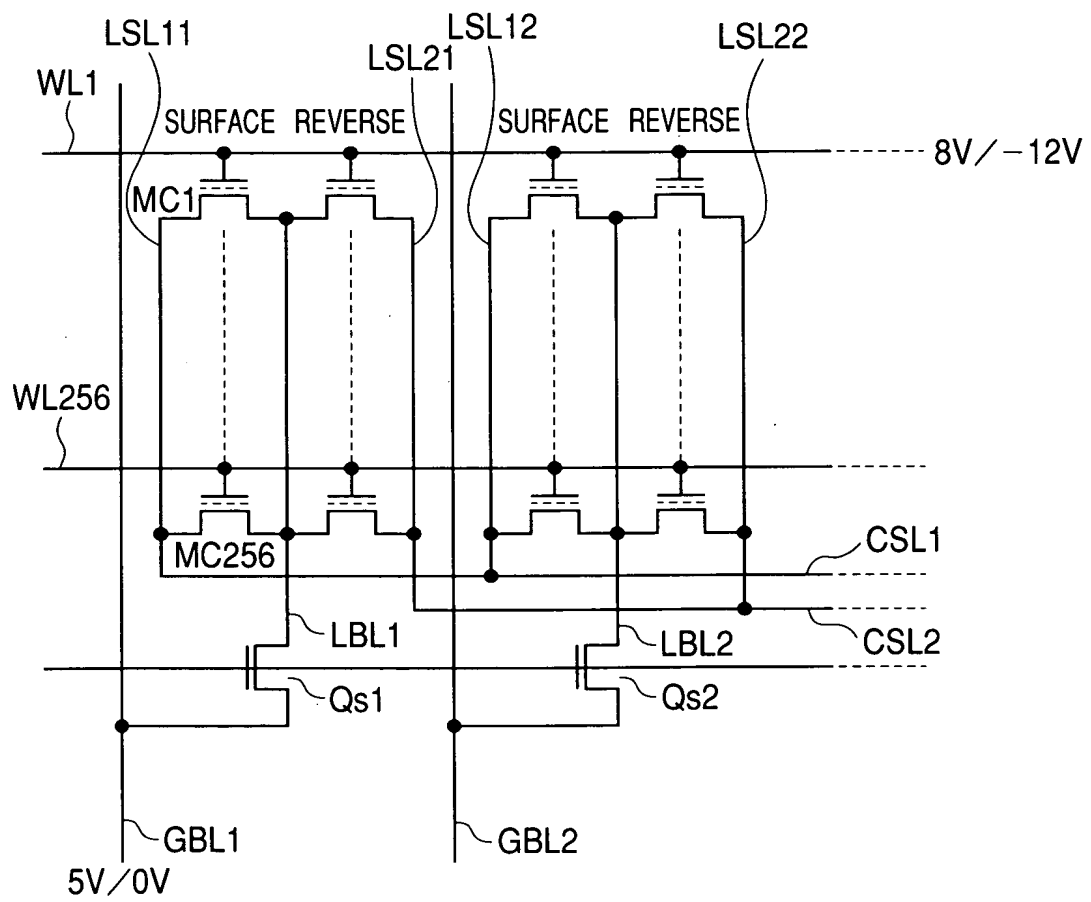 LSL11
LSL21
LSL12
LSL22
WL1
SURFACE REVERSE SURFACE REVERSE
8V/−12V
MC1
WL256
MC256
CSL1
CSL2
LBL1
LBL2
Qs1
Qs2
GBL1
GBL2
5V/0V